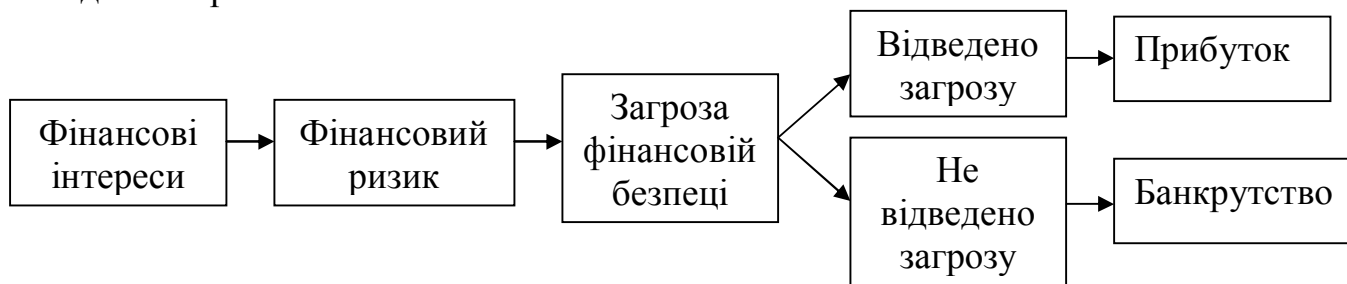 Фінансові
інтереси
Фінансовий
ризик
Загроза
фінансовій
безпеці
Відведено
загрозу
Прибуток
Не
відведено
загрозу
Банкрутство